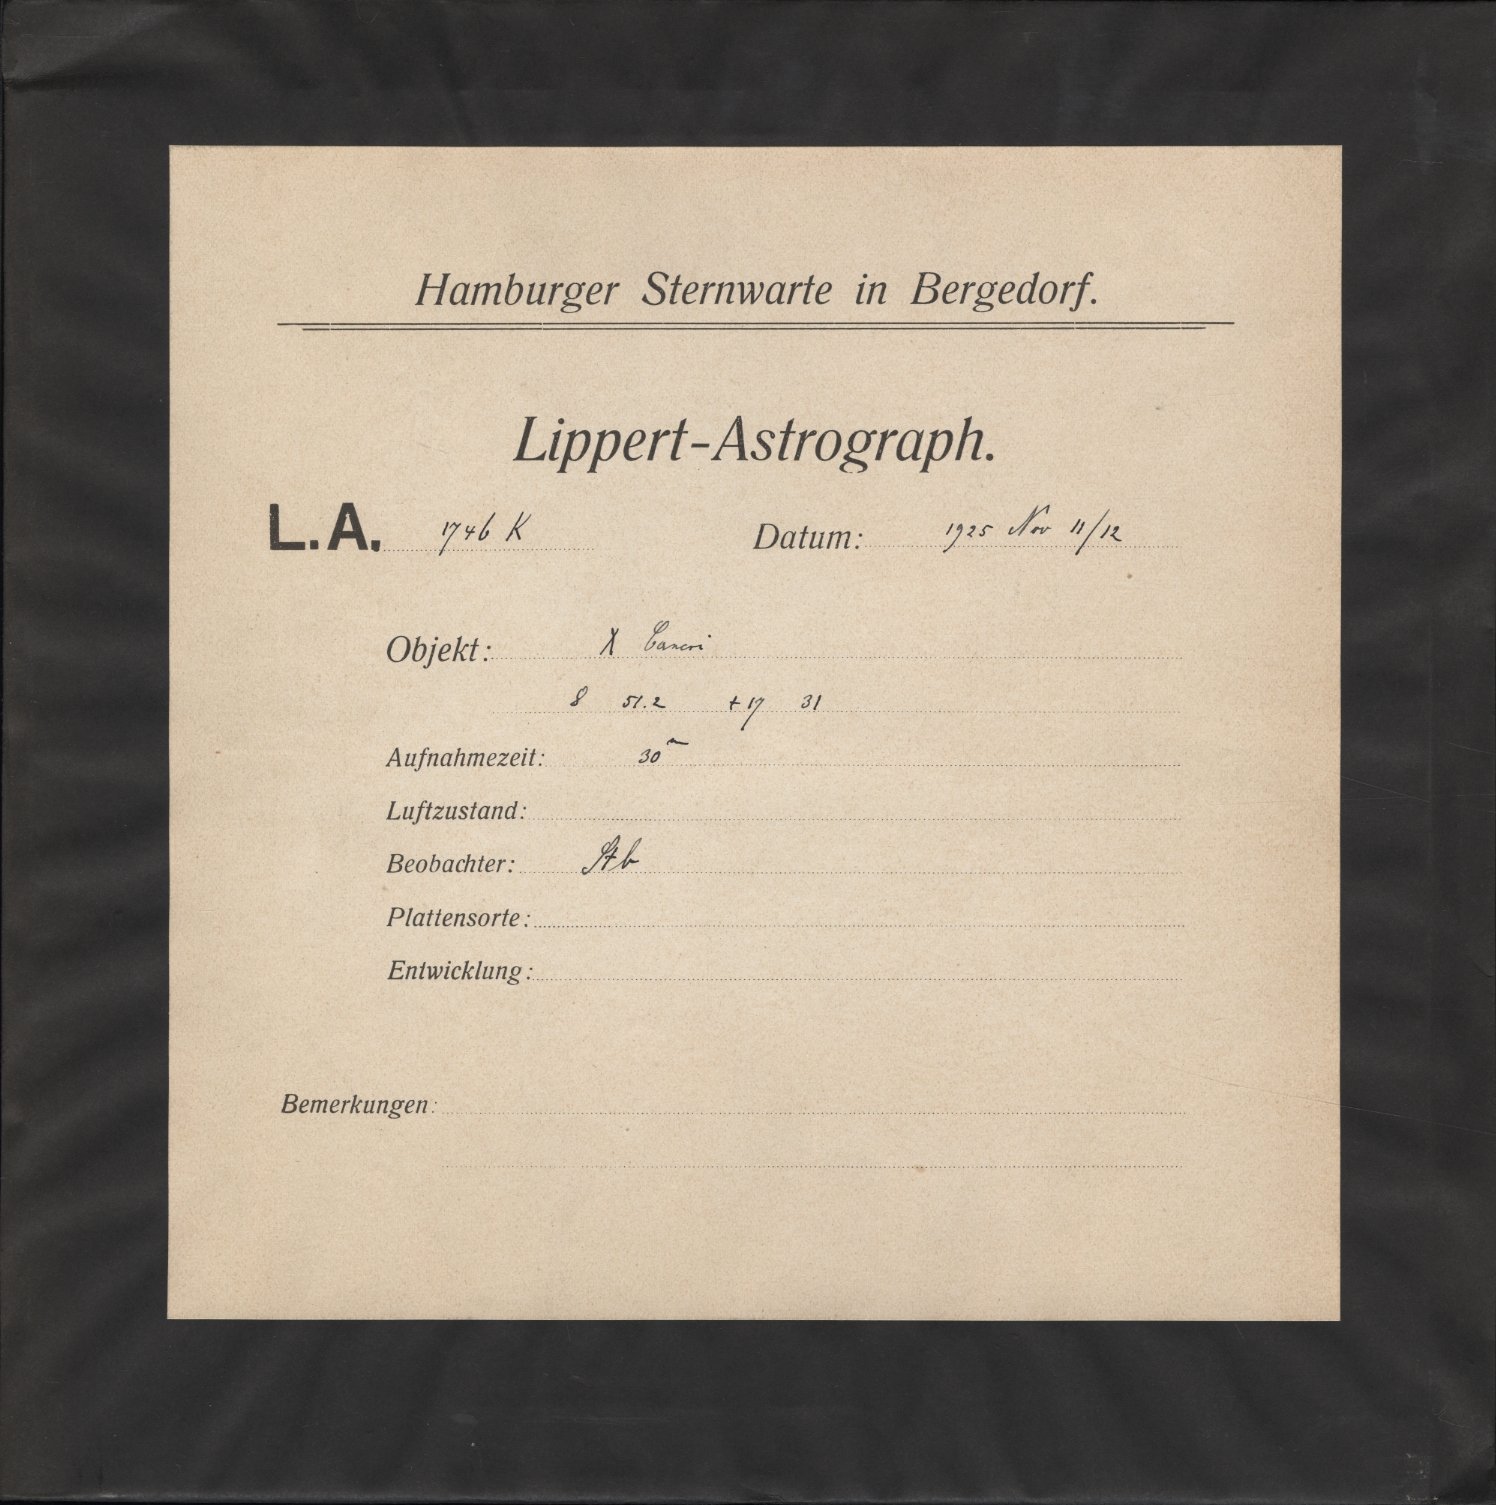 Hamburger Sternwarte in Bergedorf.
Lippert-Astrograph.
L.A. 1746 K Datum: 1925 Nov 11/12
Objekt: X Cancri
8 51.2 +17 31
Aufnahmezeit: 30m
Luftzustand:
Beobachter: Stb
Plattensorte:
Entwicklung:
Bemerkungen: